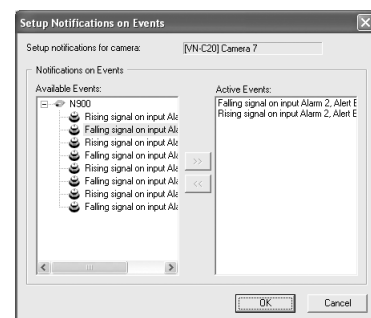 Setup Notifications on Events
Setup notifications for camera:
[VN-C20] Camera 7
Notifications on Events
Available Events:
N900
Rising signal on input Ala
Falling signal on input Ala
Rising signal on input Ala
Falling signal on input Ala
Rising signal on input Ala
Falling signal on input Ala
Rising signal on input Ala
Falling signal on input Ala
>>
<<
Active Events:
Falling signal on input Alarm 2, Alert E
Rising signal on input Alarm 2, Alert E
OK
Cancel